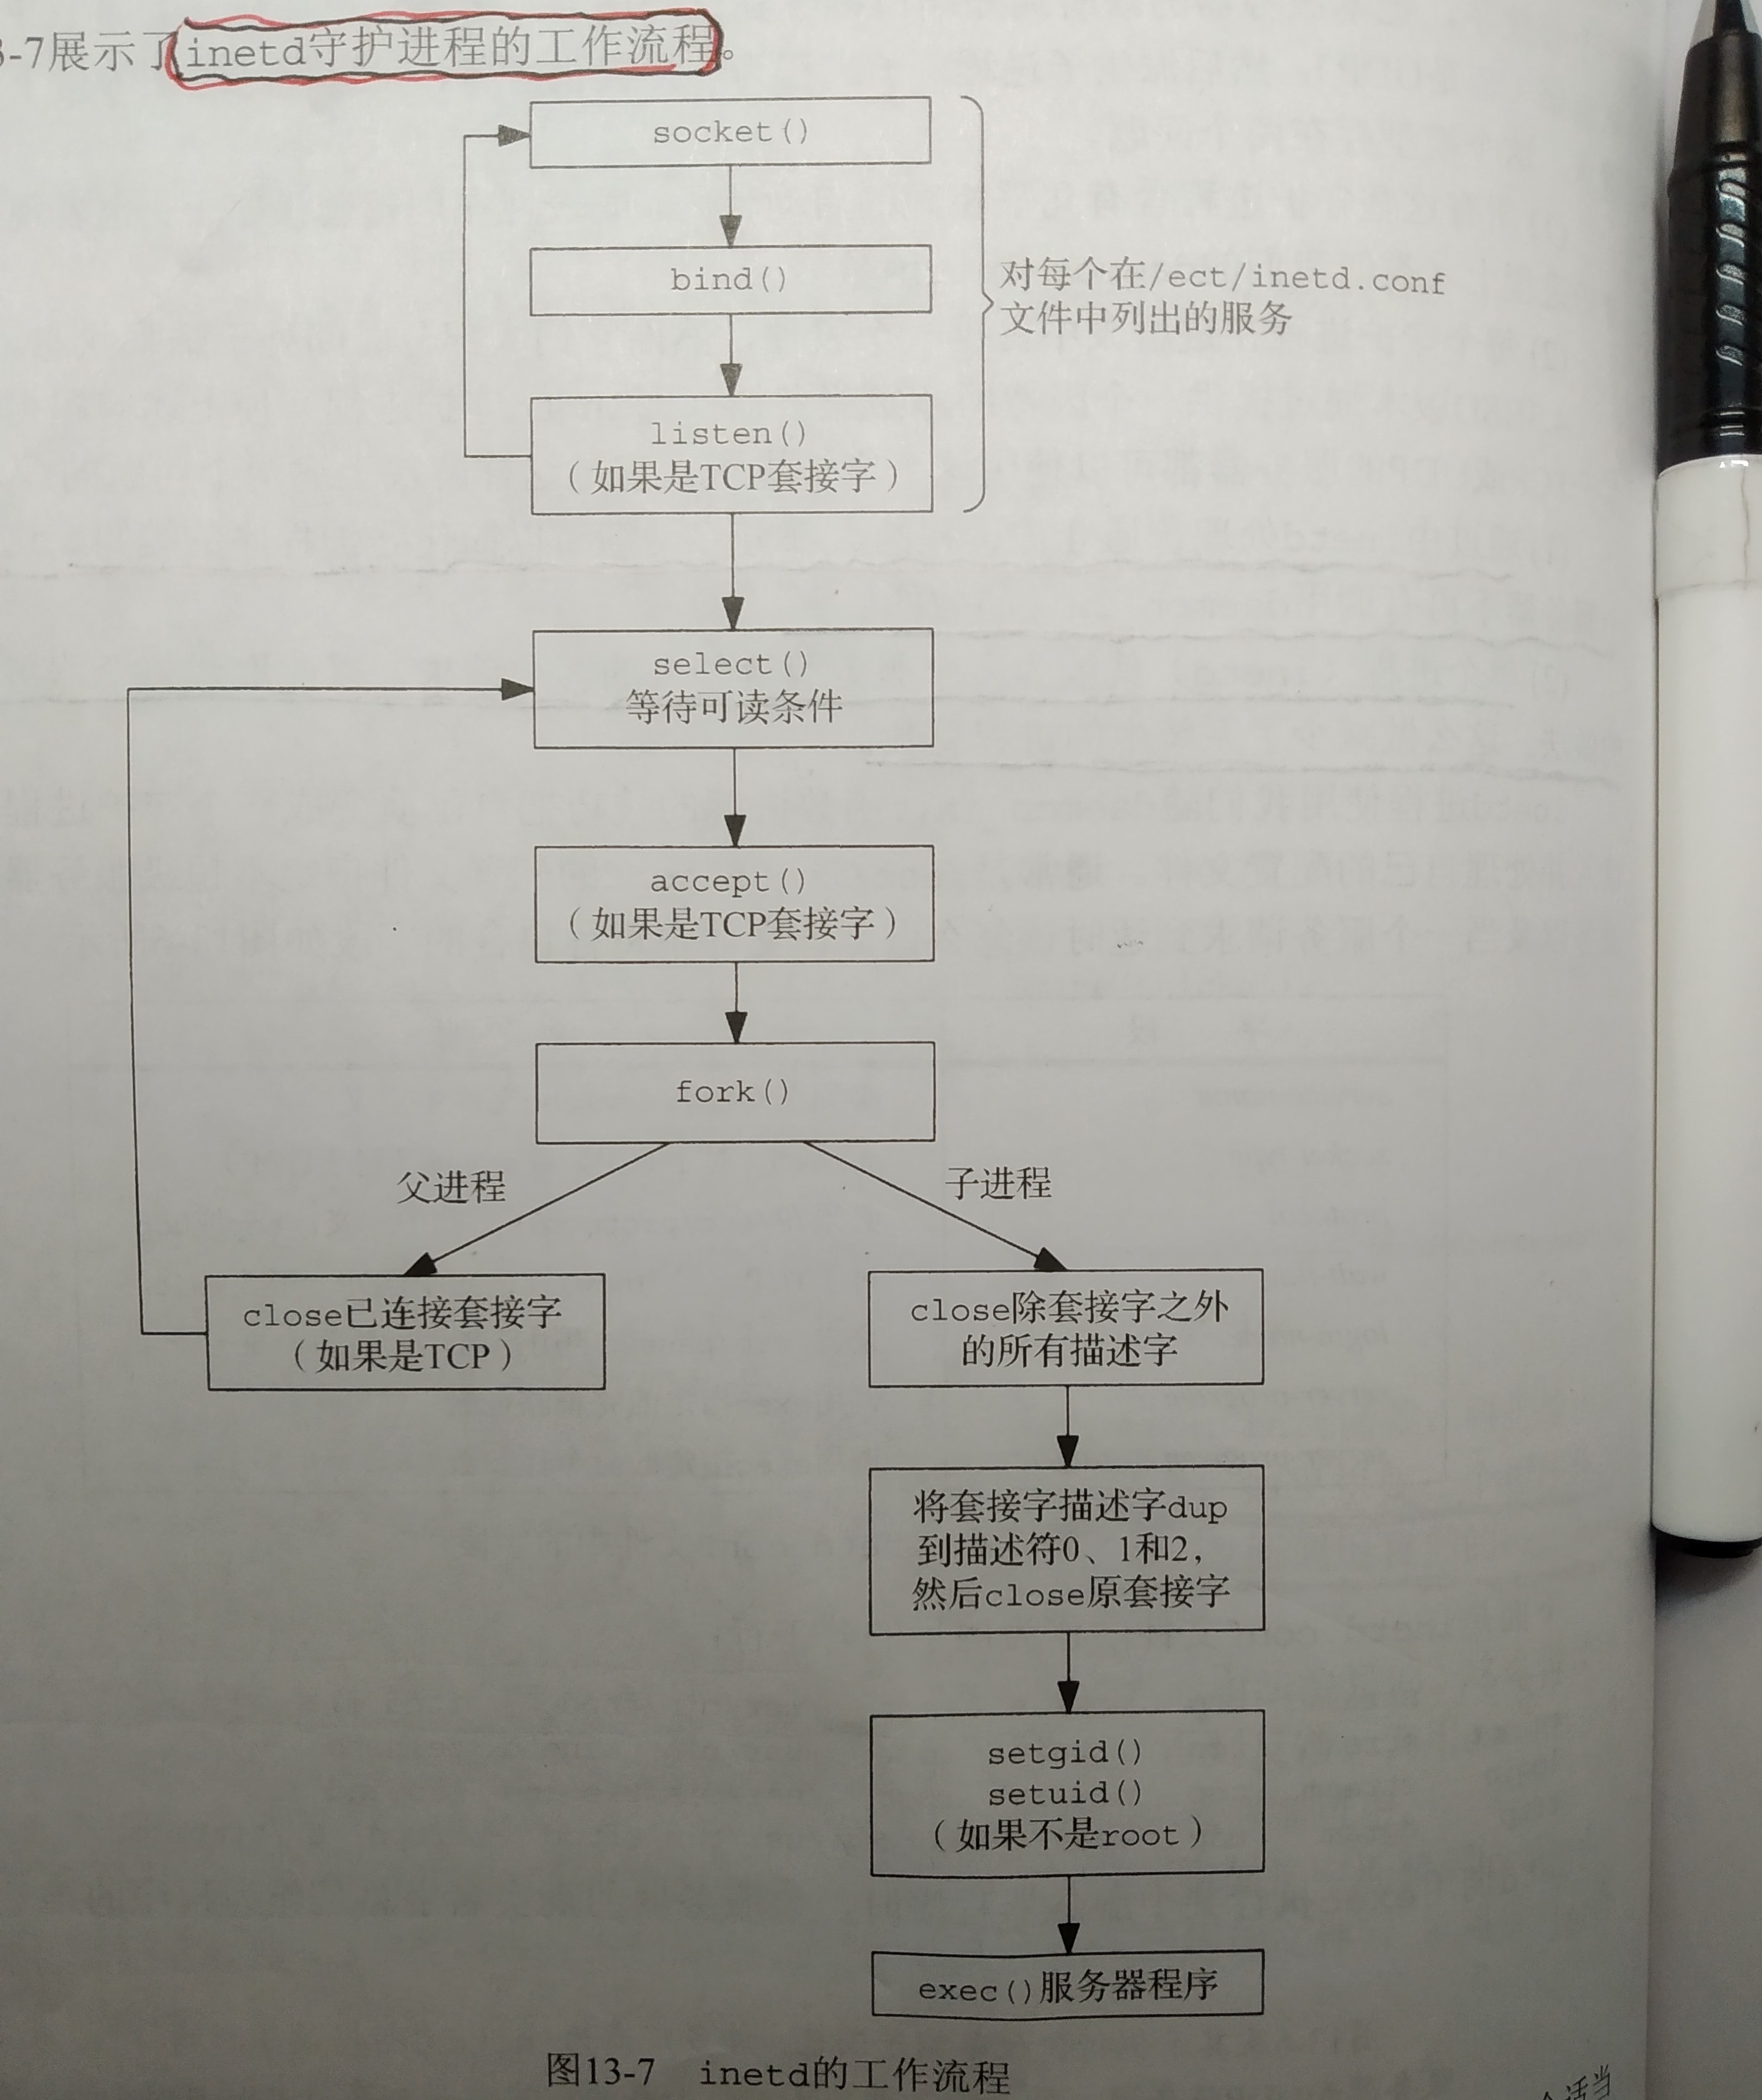 3-7展示了inetd守护进程的工作流程。
socket()
bind()
对每个在/ect/inetd.conf
文件中列出的服务
listen()
（如果是TCP套接字）
select()
等待可读条件
accept()
（如果是TCP套接字）
fork()
父进程
子进程
close已连接套接字
（如果是TCP）
close除套接字之外
的所有描述字
将套接字描述字dup
到描述符0、1和2，
然后close原套接字
setgid()
setuid()
（如果不是root）
exec()服务器程序
图13-7 inetd的工作流程
适当